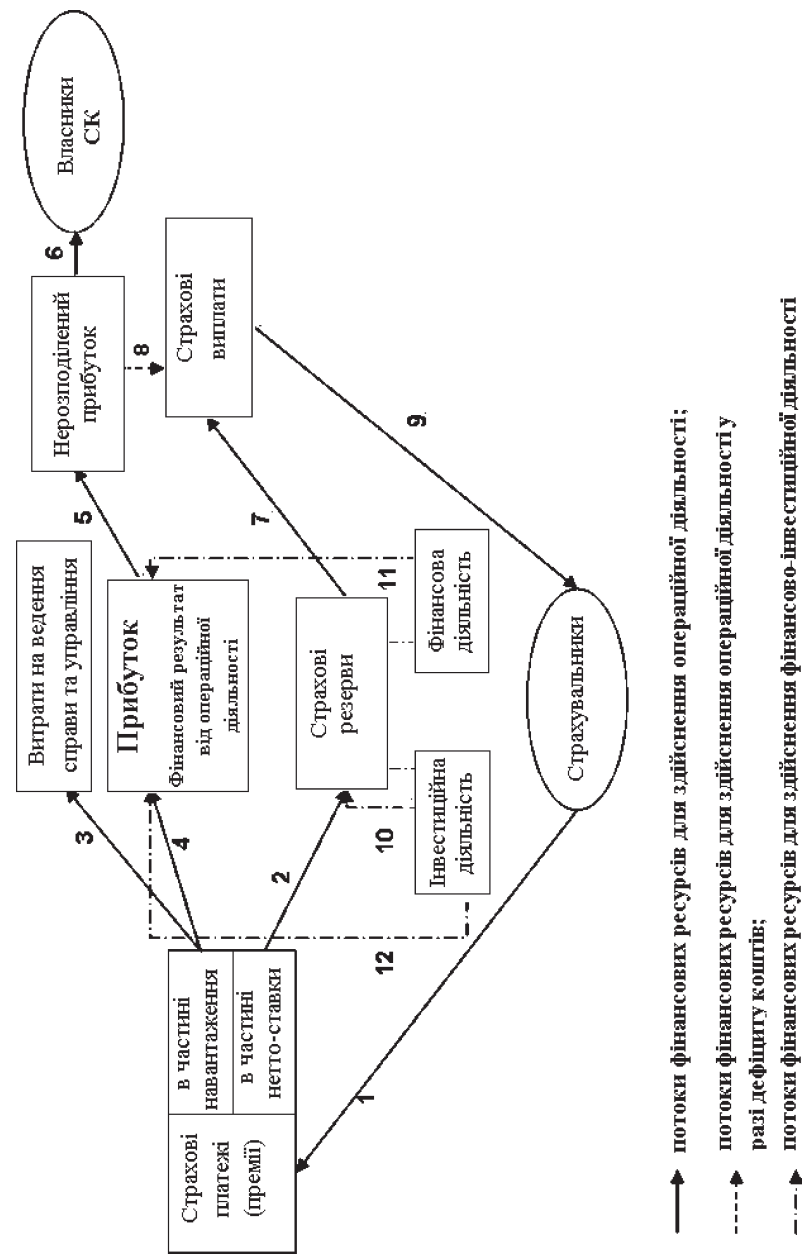 Власники
СК
6
Нерозподілений
прибуток
8
Страхові
виплати
5
7
9
Витрати на ведення
справи та управління
Прибуток
Фінансовий результат
від операційної
діяльності
11
Страхові
резерви
Фінансова
діяльність
3
4
2
10
Інвестиційна
діяльність
12
Страхувальники
Страхові
платежі
(премії)
в частині
навантаження
в частині
нетто-ставки
1
потоки фінансових ресурсів для здійснення операційної діяльності;
потоки фінансових ресурсів для здійснення операційної діяльності у
разі дефіциту коштів;
потоки фінансових ресурсів для здійснення фінансово-інвестиційної діяльності